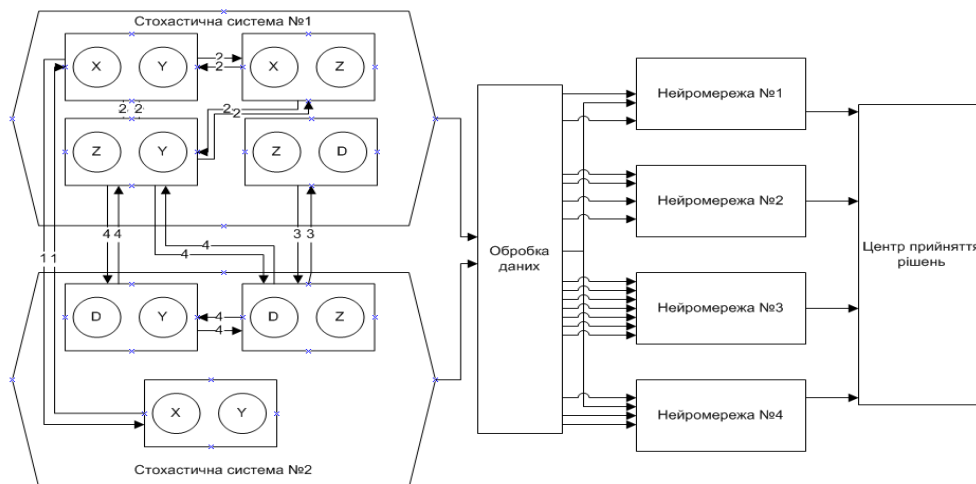 Стохастична система №1
X Y X Z
2
2
2 2
2
2
Z Y Z D
4 4
4
4
3 3
1 1
D Y D Z
4
4
X Y
Стохастична система №2
Обробка
даних
Нейромережа №1
Нейромережа №2
Нейромережа №3
Нейромережа №4
Центр прийняття
рішень